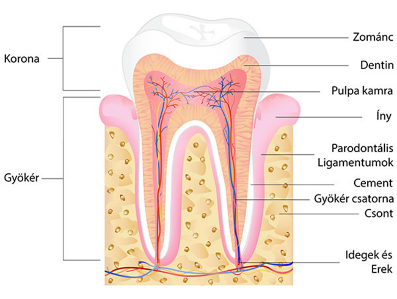 Korona
Gyökér
Zománc
Dentin
Pulpa kamra
Íny
Parodontális
Ligamentumok
Cement
Gyökér csatorna
Csont
Idegek és
Erek